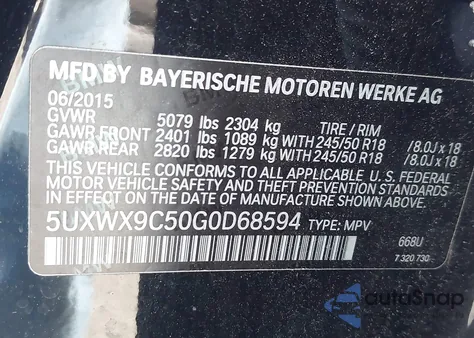 MFD BY BAYERISCHE MOTOREN WERKE AG
06/2015
GVWR 5079 lbs 2304 kg TIRE / RIM
GAWR FRONT 2401 lbs 1089 kg WITH 245/50 R18 / 8.0J x 18
GAWR REAR 2820 lbs 1279 kg WITH 245/50 R18 / 8.0J x 18
THIS VEHICLE CONFORMS TO ALL APPLICABLE U. S. FEDERAL
MOTOR VEHICLE SAFETY, BUMPER, AND THEFT PREVENTION
STANDARDS IN EFFECT ON THE DATE OF MANUFACTURE SHOWN ABOVE.
5UXWX9C50G0D68594 TYPE: MPV
668U
7 320 730
autoSnap